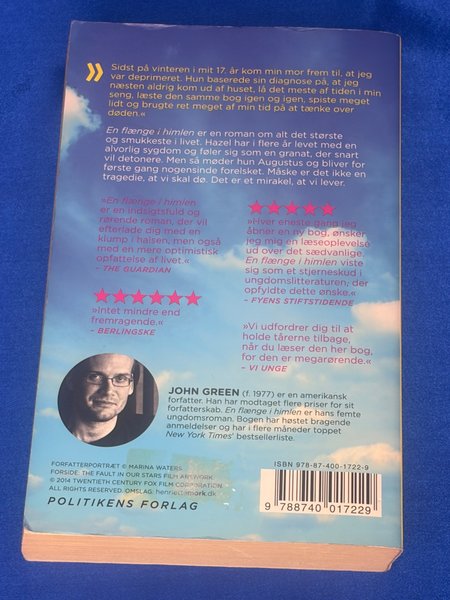 »
Sidst på vinteren i mit 17. år kom min mor frem til, at jeg
var deprimeret. Hun baserede sin diagnose på, at jeg
næsten aldrig kom ud af huset, lå det meste af tiden i min
seng, læste den samme bog igen og igen, spiste meget
lidt og brugte ret meget af min tid på at tænke over
døden.«
En flænge i himlen er en roman om alt det største
og smukkeste i livet. Hazel har i flere år levet med en
alvorlig sygdom og føler sig som en granat, der snart
vil detonere. Men så møder hun Augustus og bliver for
første gang nogensinde forelsket. Måske er det ikke en
tragedie, at vi skal dø. Det er et mirakel, at vi lever.
»En flænge i himlen
er en indsigtsfuld og
rørende roman, der vil
efterlade dig med en
klump i halsen, men også
med en mere optimistisk
opfattelse af livet.«
– THE GUARDIAN
»Intet mindre end
fremragende.«
– BERLINGSKE
»Hver eneste gang jeg
åbner en ny bog, ønsker
jeg mig en læseoplevelse
ud over det sædvanlige.
En flænge i himlen viste
sig som et stjerneskud i
ungdomslitteraturen, der
opfyldte dette ønske.«
– FYENS STIFTSTIDENDE
»Vi udfordrer dig til at
holde tårerne tilbage,
når du læser den her bog,
for den er megarørende.«
– VI UNGE
JOHN GREEN (f. 1977) er en amerikansk
forfatter. Han har modtaget flere priser for sit
forfatterskab. En flænge i himlen er hans femte
ungdomsroman. Bogen har høstet bragende
anmeldelser og har i flere måneder toppet
New York Times' bestsellerliste.
FORFATTERPORTRÆT © MARINA WATERS
FORSIDE: THE FAULT IN OUR STARS FILM ARTWORK
© 2014 TWENTIETH CENTURY FOX FILM CORPORATION.
ALL RIGHTS RESERVED. OMSLAG: henriettemørk.dk
POLITIKENS FORLAG
ISBN 978-87-400-1722-9
9 788740 017229